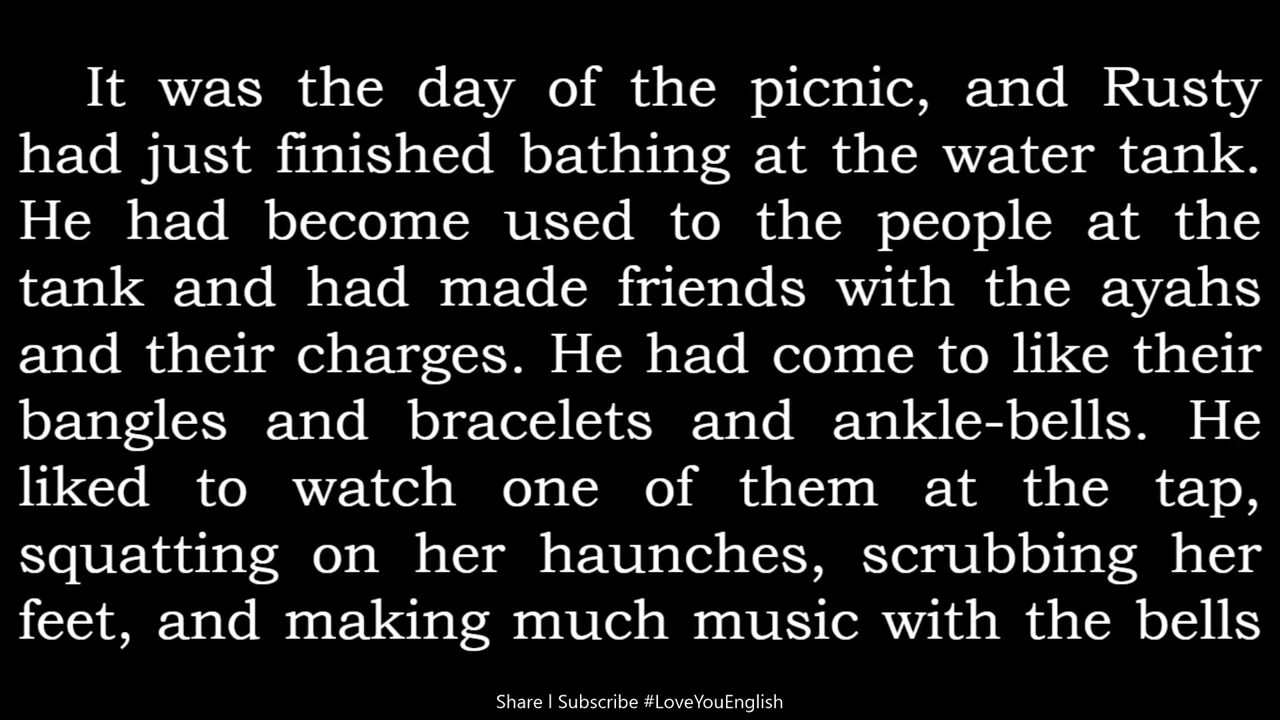 It was the day of the picnic, and Rusty
had just finished bathing at the water tank.
He had become used to the people at the
tank and had made friends with the ayahs
and their charges. He had come to like their
bangles and bracelets and ankle-bells. He
liked to watch one of them at the tap,
squatting on her haunches, scrubbing her
feet, and making much music with the bells
Share l Subscribe #LoveYouEnglish